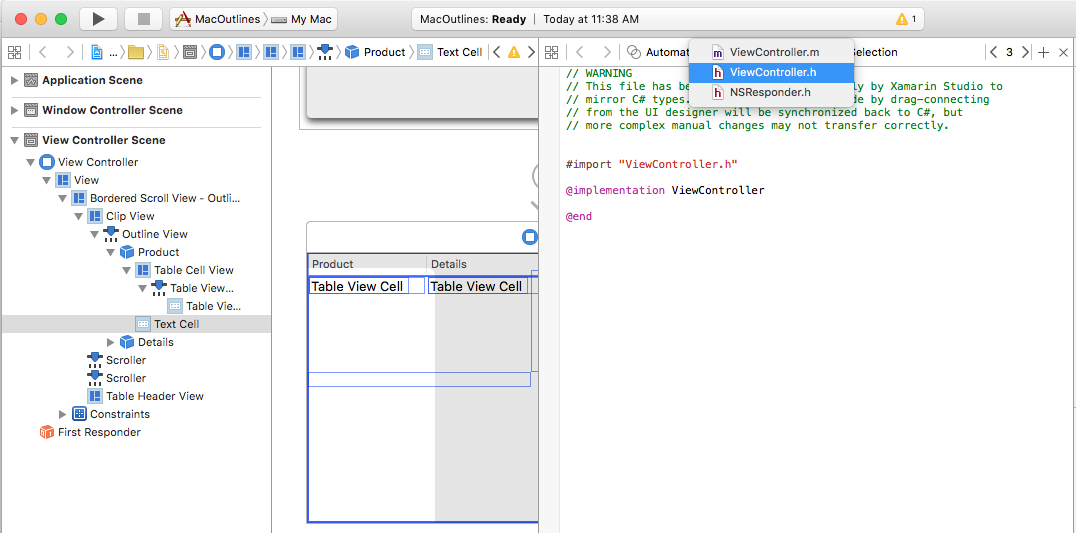 MacOutlines
My Mac
MacOutlines: Ready
Today at 11:38 AM
1
...
Product
Text Cell
Automat
election
3
ViewController.m
ViewController.h
NSResponder.h
Application Scene
Window Controller Scene
View Controller Scene
View Controller
View
Bordered Scroll View - Outli...
Clip View
Outline View
Product
Table Cell View
Table View...
Table Vie...
Text Cell
Details
Scroller
Scroller
Table Header View
Constraints
First Responder
Product
Details
Table View Cell
Table View Cell
// WARNING
// This file has be ly by Xamarin Studio to
// mirror C# types. de by drag-connecting
// from the UI designer will be synchronized back to C#, but
// more complex manual changes may not transfer correctly.
#import "ViewController.h"
@implementation ViewController
@end